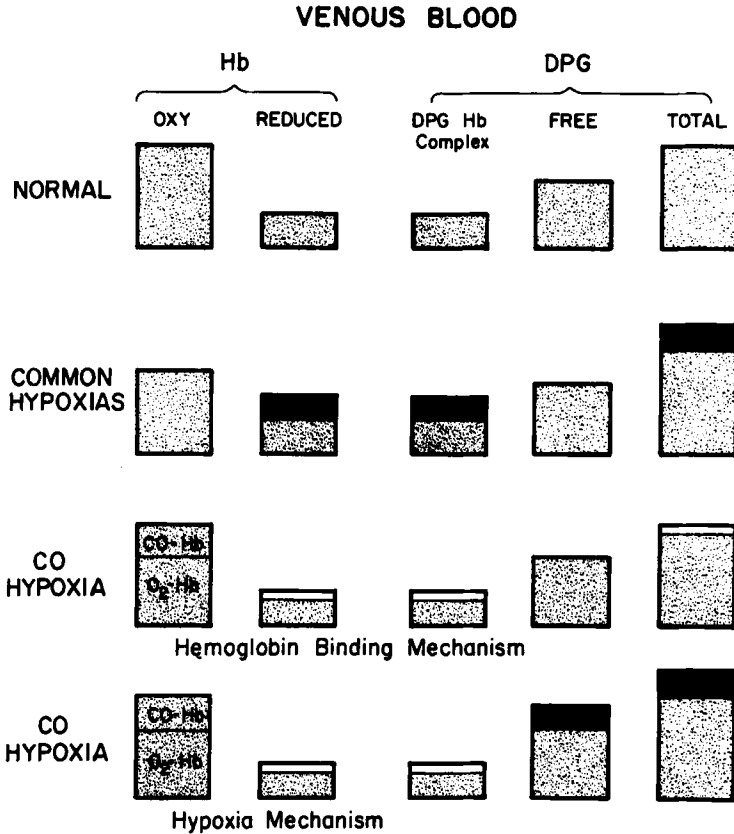 VENOUS BLOOD
Hb DPG
OXY REDUCED DPG Hb Complex FREE TOTAL
NORMAL
COMMON HYPOXIAS
CO HYPOXIA
CO-Hb
O2-Hb
Hemoglobin Binding Mechanism
CO HYPOXIA
CO-Hb
O2-Hb
Hypoxia Mechanism